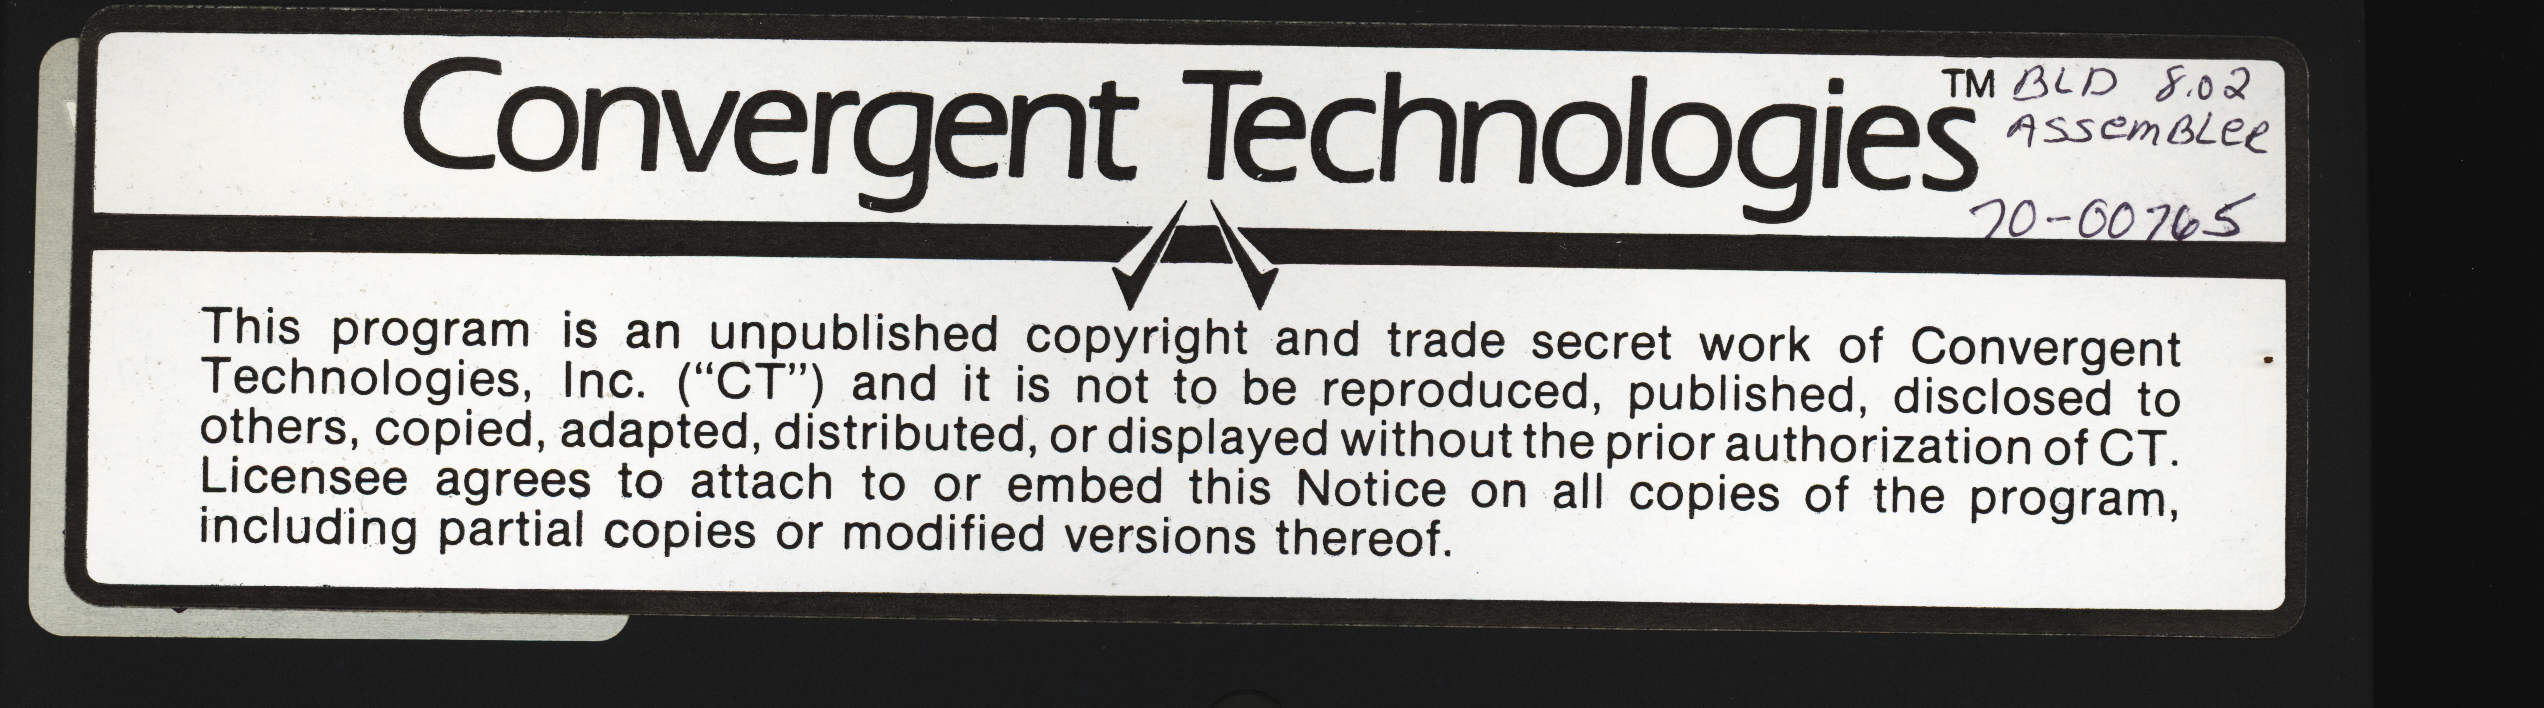 Convergent Technologies™ BLD 8.02
ASSemBLeR
70-00765
This program is an unpublished copyright and trade secret work of Convergent
Technologies, Inc. (“CT”) and it is not to be reproduced, published, disclosed to
others, copied, adapted, distributed, or displayed without the prior authorization of CT.
Licensee agrees to attach to or embed this Notice on all copies of the program,
including partial copies or modified versions thereof.